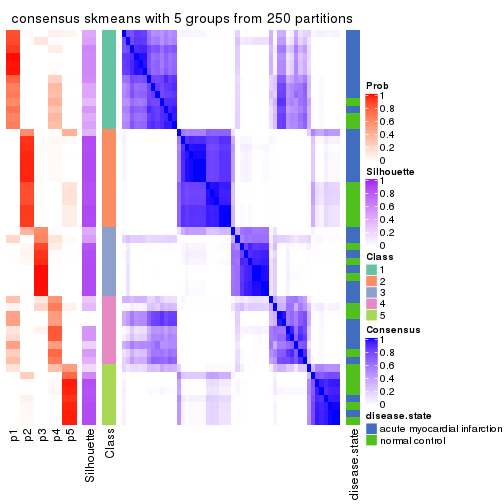 consensus skmeans with 5 groups from 250 partitions
Prob
1
0.8
0.6
0.4
0.2
0
Silhouette
1
0.8
0.6
0.4
0.2
0
Class
1
2
3
4
5
Consensus
1
0.8
0.6
0.4
0.2
0
disease.state
acute myocardial infarction
normal control
p1
p2
p3
p4
p5
Silhouette
Class
disease.state